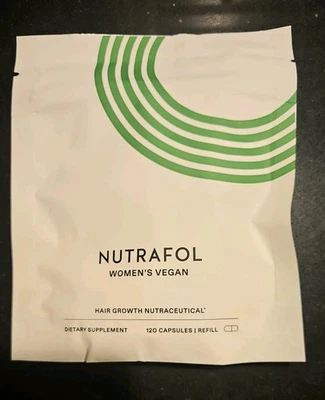 NUTRAFOL
WOMEN'S VEGAN
HAIR GROWTH NUTRACEUTICAL*
DIETARY SUPPLEMENT 120 CAPSULES | REFILL